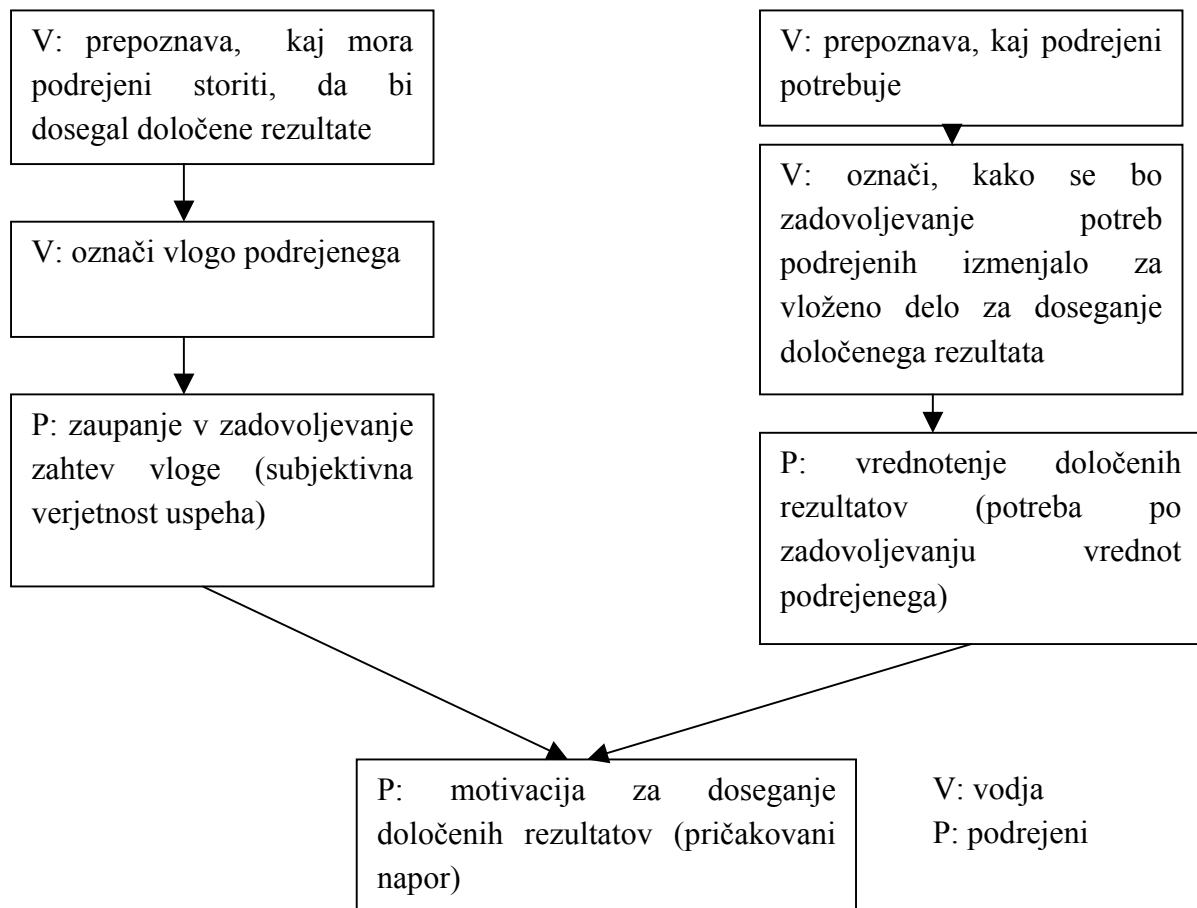 V: prepoznava, kaj mora
podrejeni storiti, da bi
dosegal določene rezultate
V: označi vlogo podrejenega
P: zaupanje v zadovoljevanje
zahtev vloge (subjektivna
verjetnost uspeha)
V: prepoznava, kaj podrejeni
potrebuje
V: označi, kako se bo
zadovoljevanje potreb
podrejenih izmenjalo za
vloženo delo za doseganje
določenega rezultata
P: vrednotenje določenih
rezultatov (potreba po
zadovoljevanju vrednot
podrejenega)
P: motivacija za doseganje
določenih rezultatov (pričakovani
napor)
V: vodja
P: podrejeni